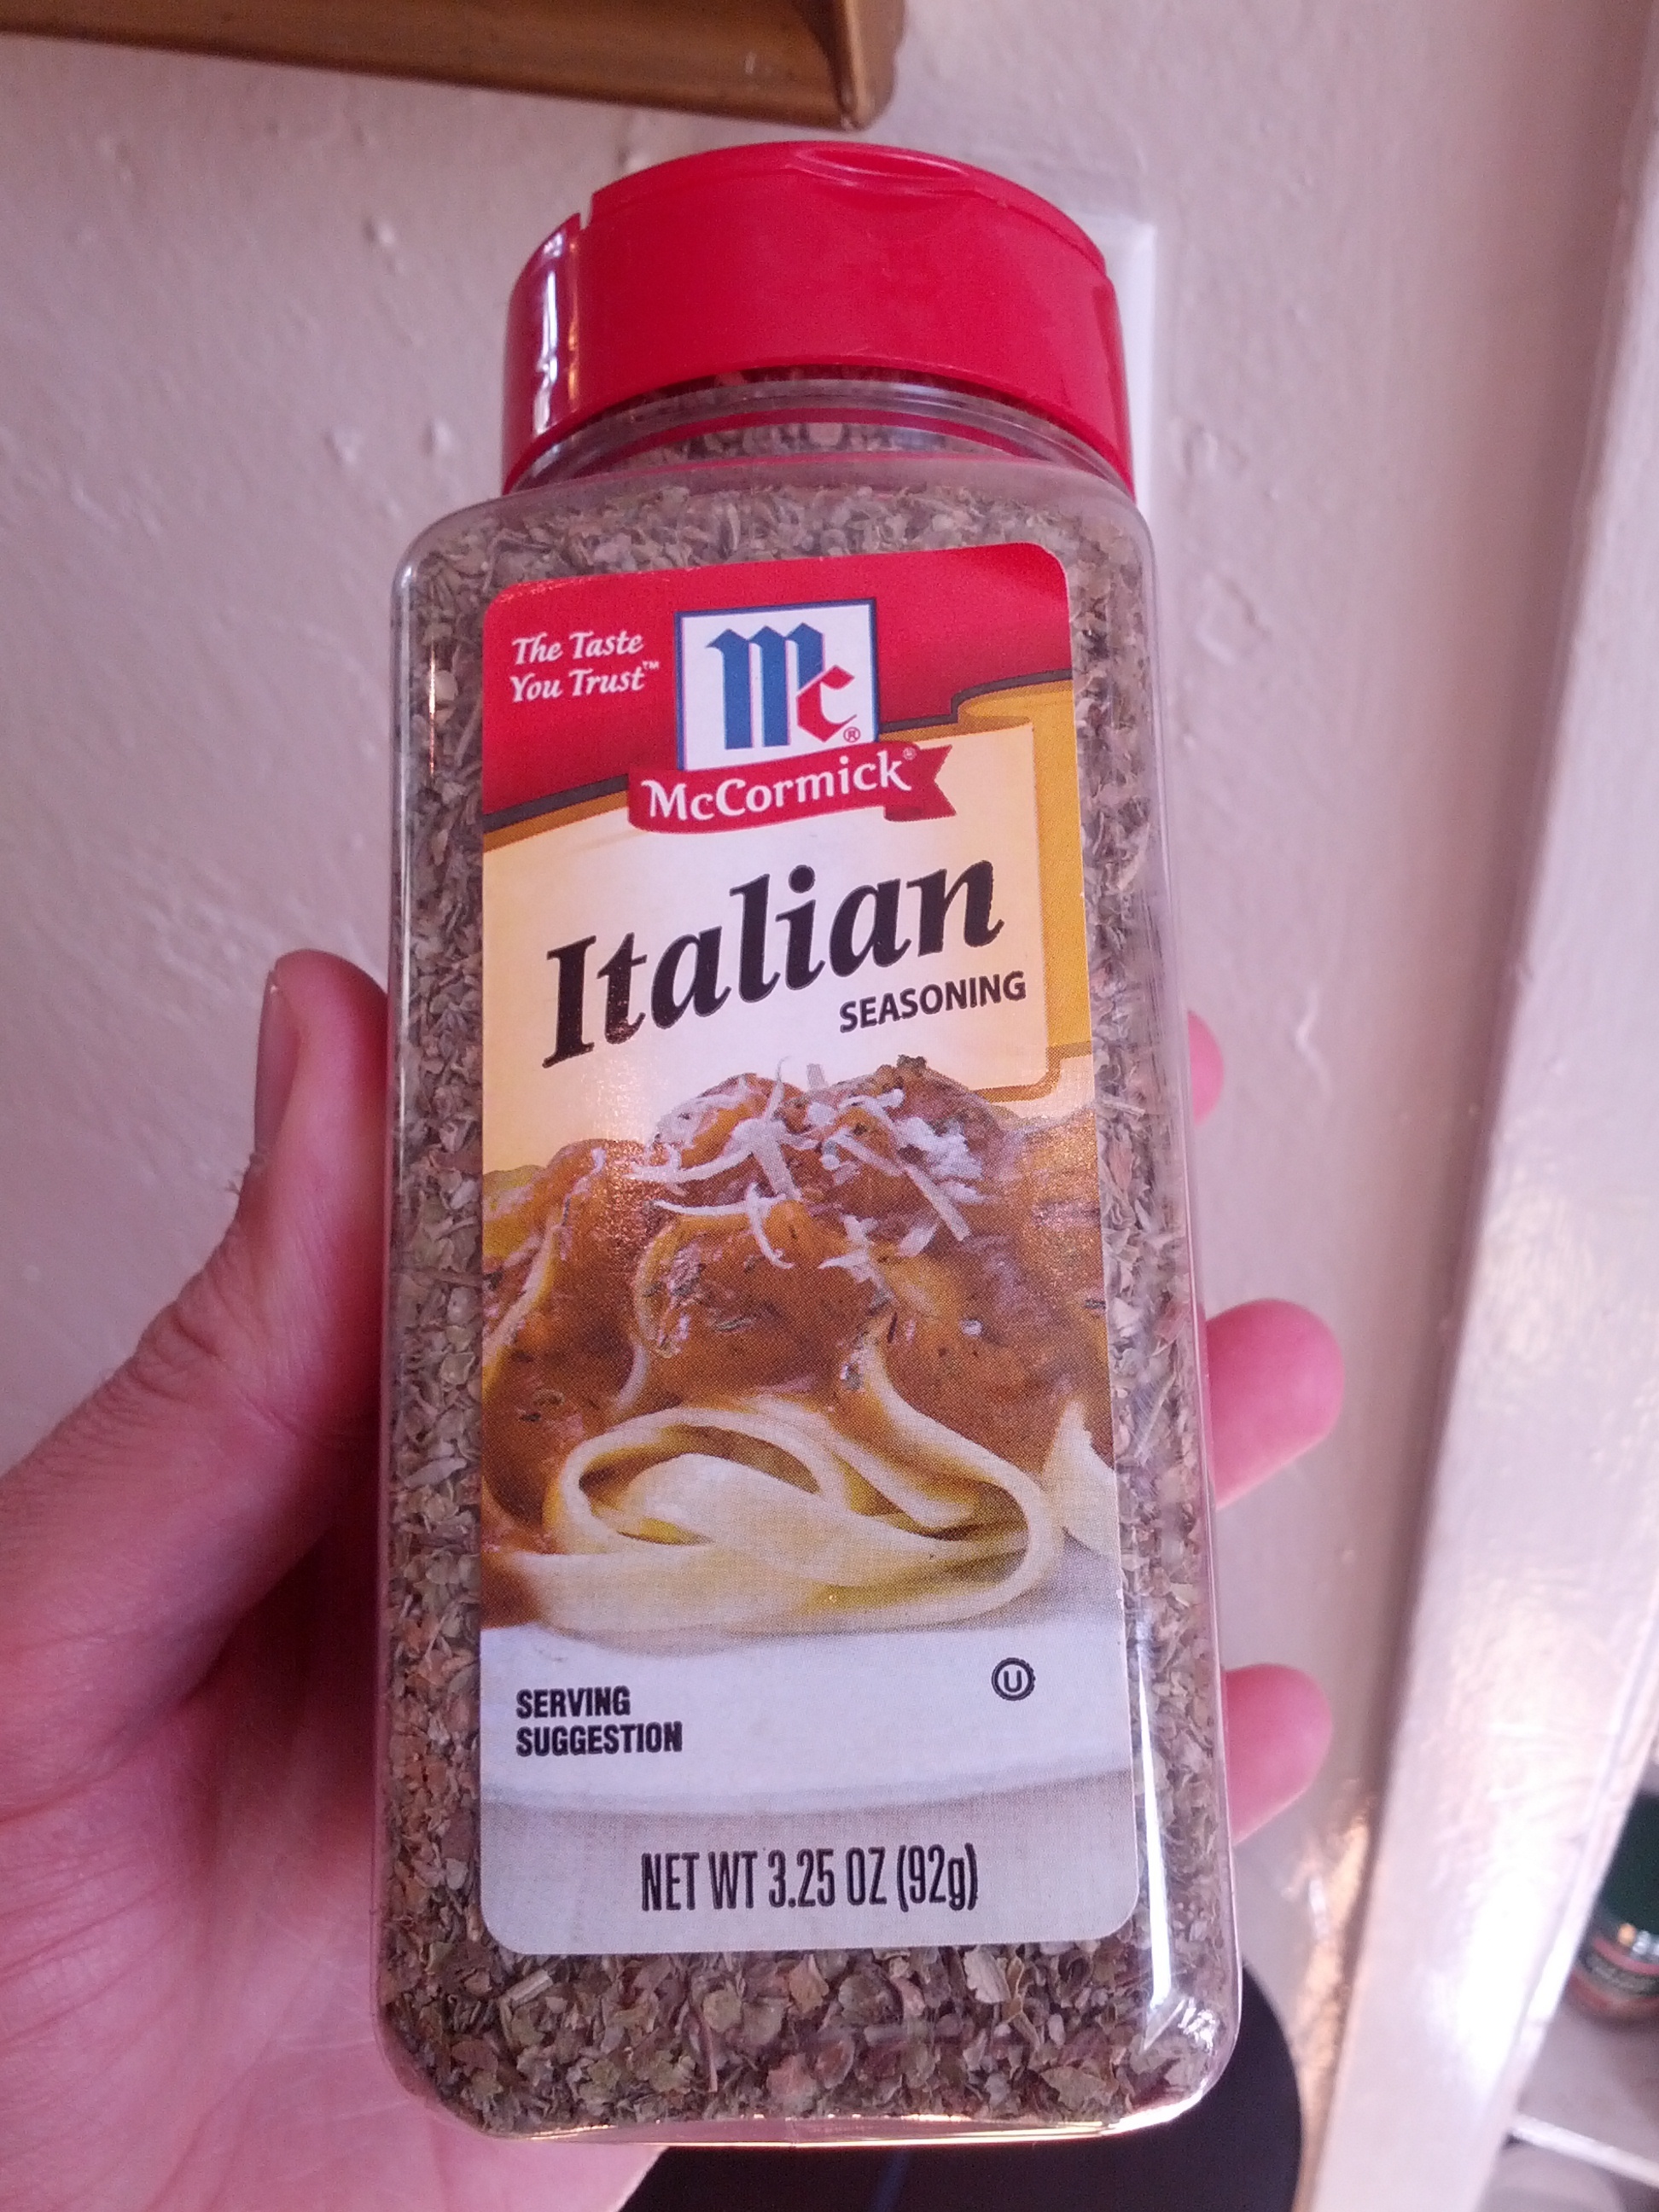 The Taste
You Trust™
Mc®
McCormick®
Italian
SEASONING
SERVING
SUGGESTION
U
NET WT 3.25 OZ (92g)